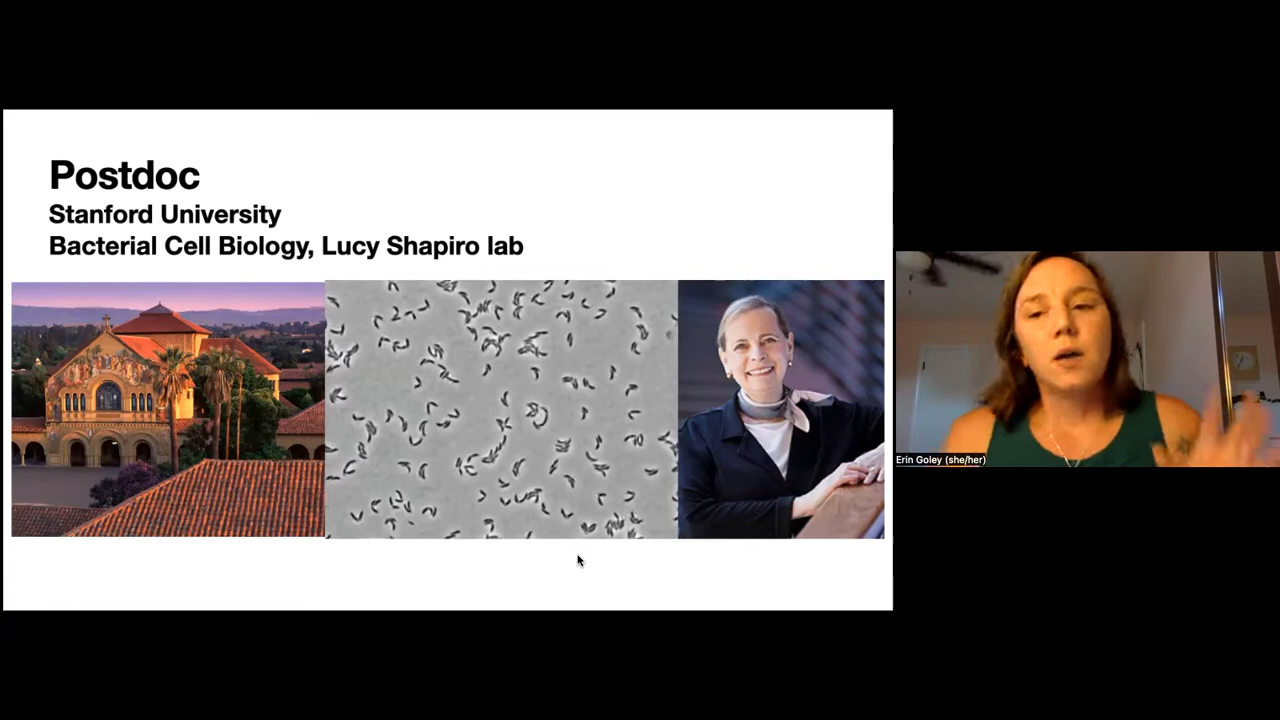 Postdoc
Stanford University
Bacterial Cell Biology, Lucy Shapiro lab
Erin Goley (she/her)